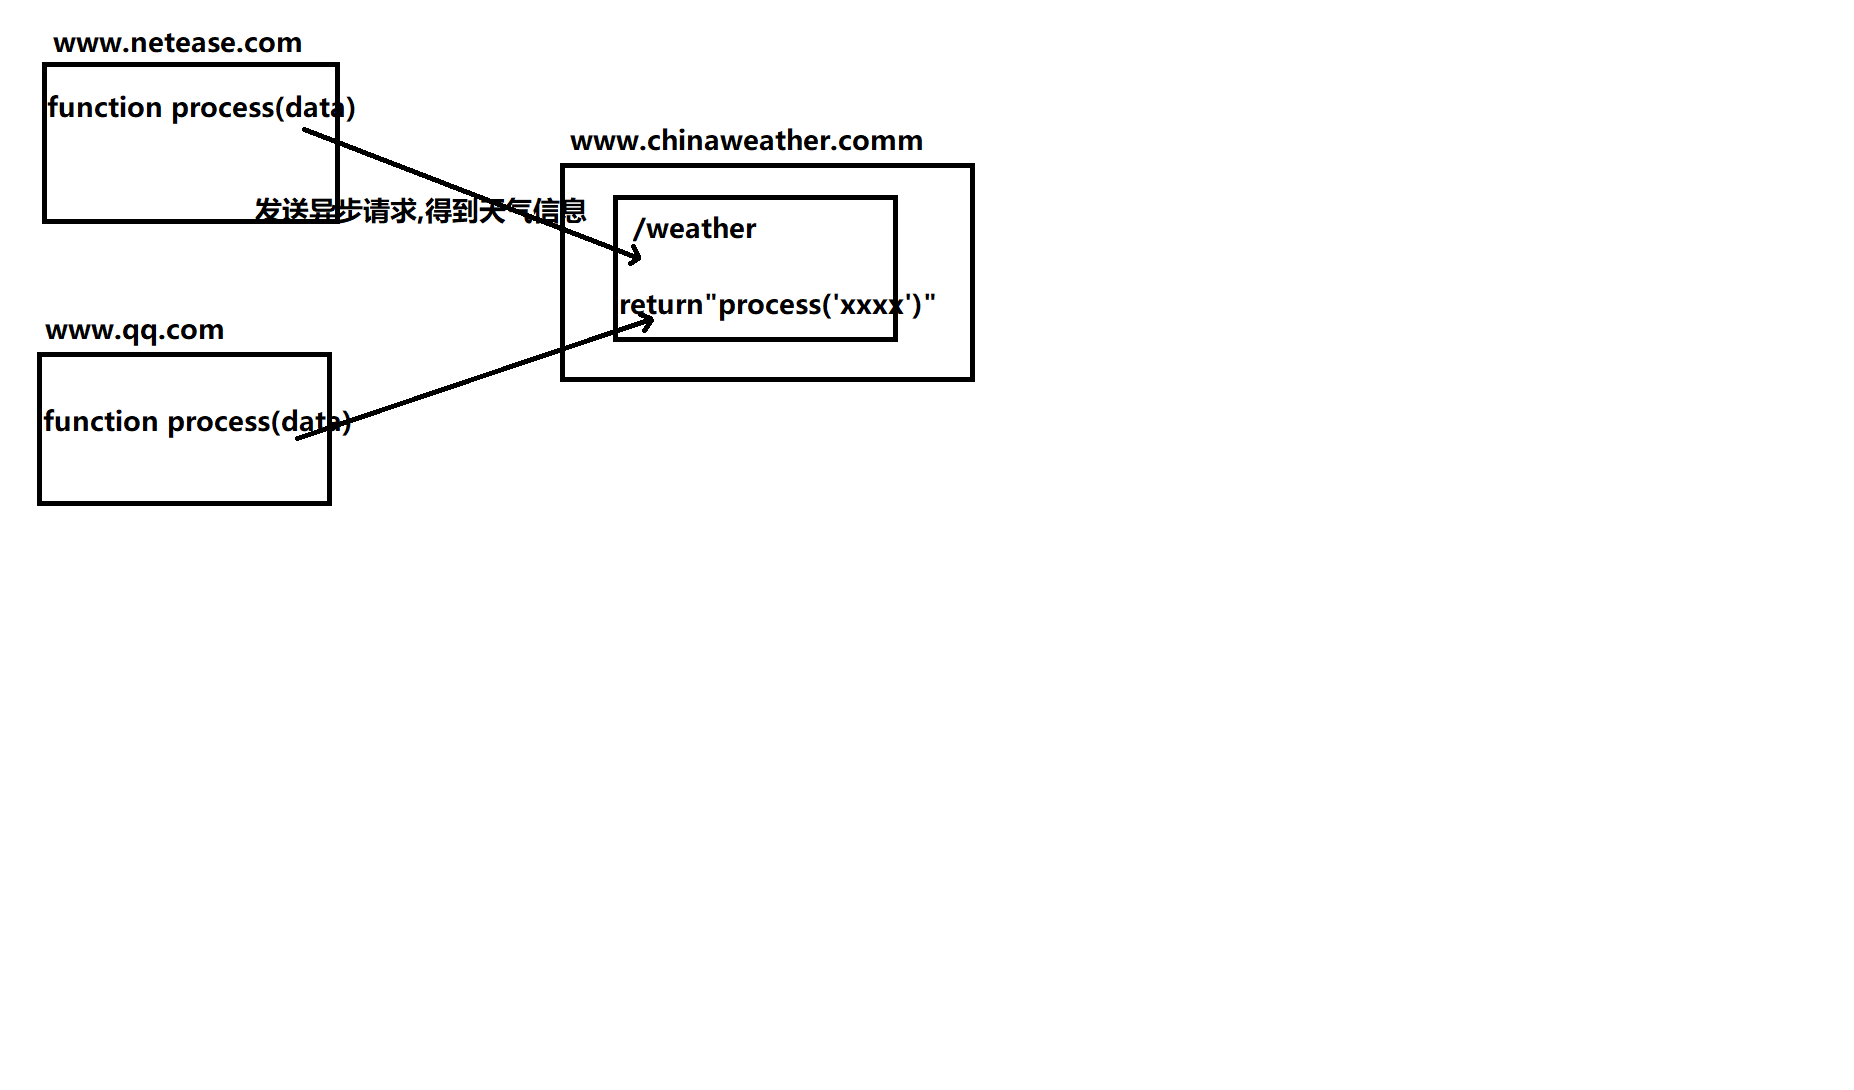 www.netease.com
function process(data)
www.chinaweather.comm
发送异步请求,得到天气信息
/weather
return"process('xxxx')"
www.qq.com
function process(data)